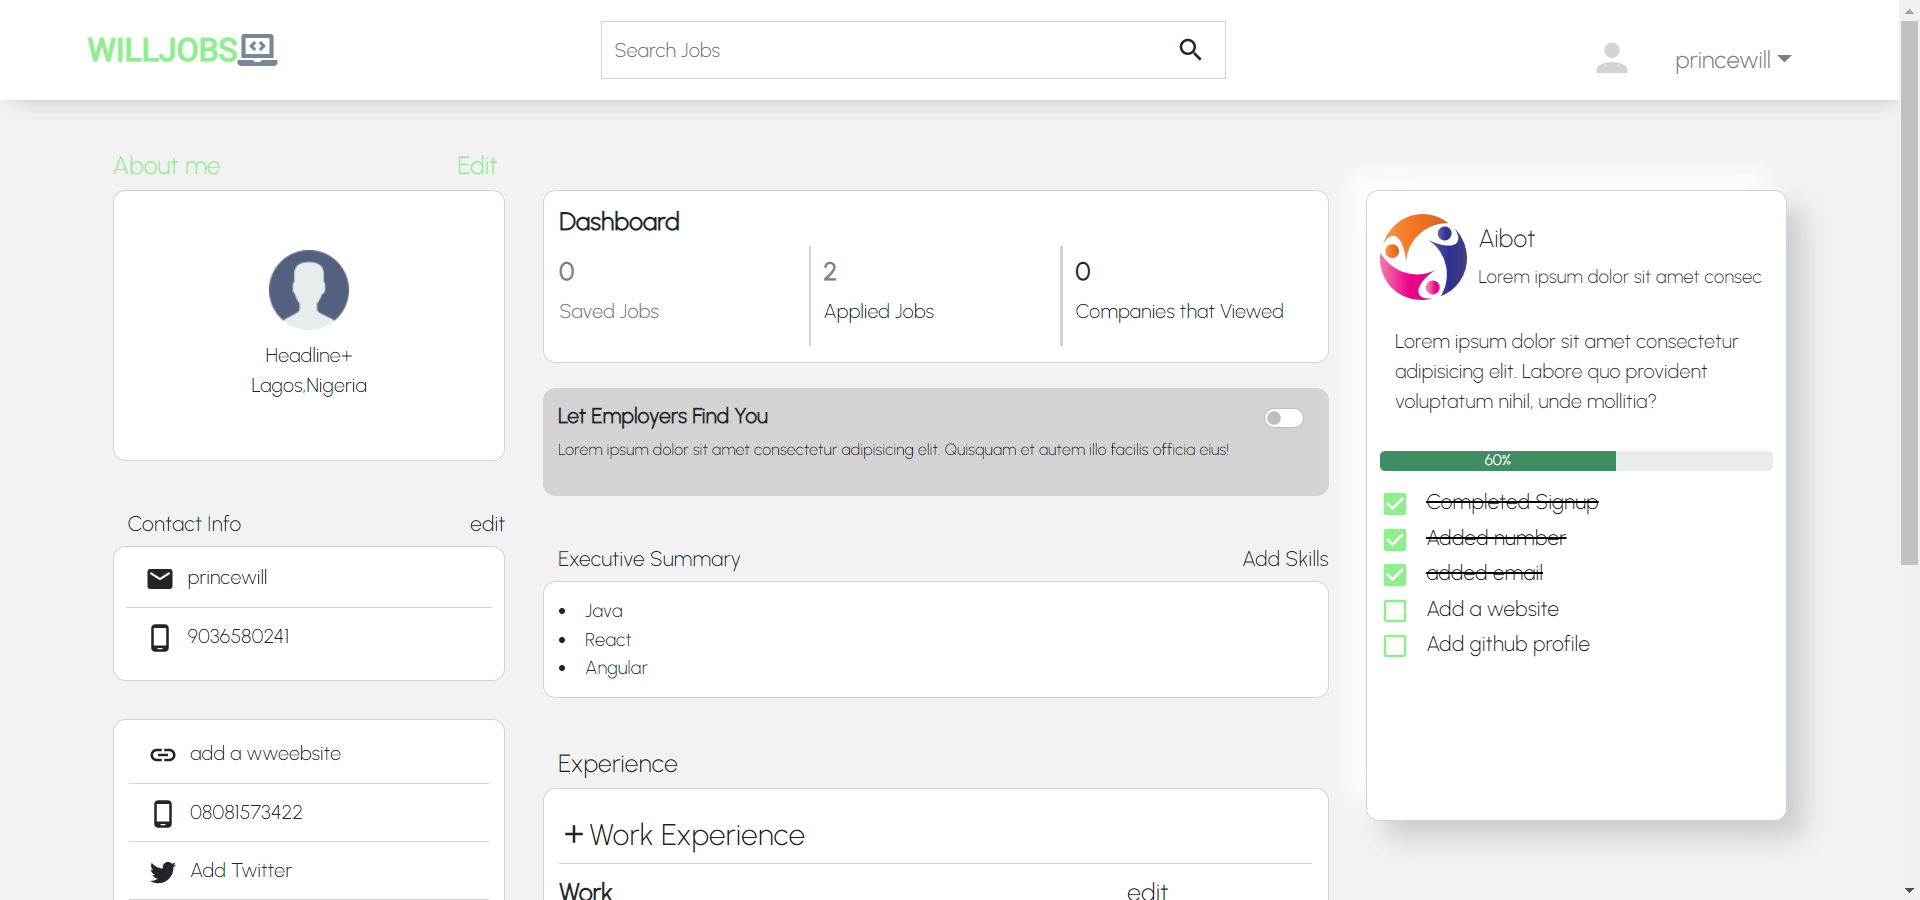 WILLJOBS
Search Jobs
princewill
About me
Edit
Headline+
Lagos,Nigeria
Contact Info
edit
princewill
9036580241
add a wweebsite
08081573422
Add Twitter
Dashboard
0
Saved Jobs
2
Applied Jobs
0
Companies that Viewed
Let Employers Find You
Lorem ipsum dolor sit amet consectetur adipisicing elit. Quisquam et autem illo facilis officia eius!
Executive Summary
Add Skills
Java
React
Angular
Experience
+ Work Experience
Work
edit
Aibot
Lorem ipsum dolor sit amet consec
Lorem ipsum dolor sit amet consectetur
adipisicing elit. Labore quo provident
voluptatum nihil, unde mollitia?
60%
Completed Signup
Added number
added email
Add a website
Add github profile